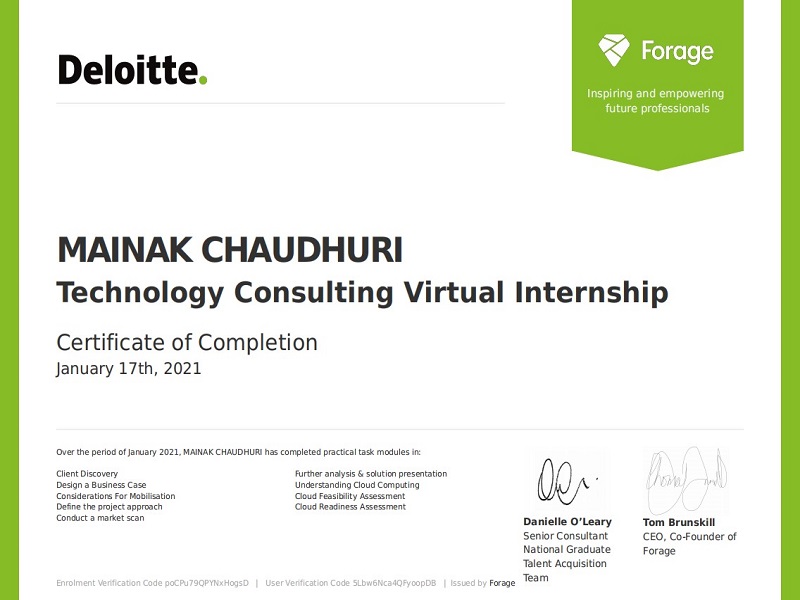 Deloitte.
Forage
Inspiring and empowering
future professionals
MAINAK CHAUDHURI
Technology Consulting Virtual Internship
Certificate of Completion
January 17th, 2021
Over the period of January 2021, MAINAK CHAUDHURI has completed practical task modules in:
Client Discovery
Design a Business Case
Considerations For Mobilisation
Define the project approach
Conduct a market scan
Further analysis & solution presentation
Understanding Cloud Computing
Cloud Feasibility Assessment
Cloud Readiness Assessment
Danielle O’Leary
Senior Consultant
National Graduate
Talent Acquisition
Team
Tom Brunskill
CEO, Co-Founder of
Forage
Enrolment Verification Code poCPu79QPYNxHogsD | User Verification Code 5Lbw6Nca4QFyoopDB | Issued by Forage